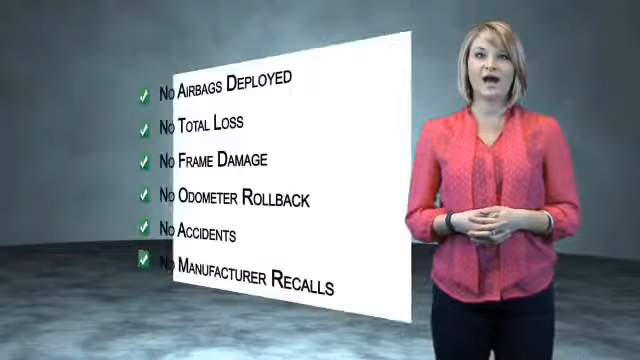 No Airbags Deployed
No Total Loss
No Frame Damage
No Odometer Rollback
No Accidents
No Manufacturer Recalls